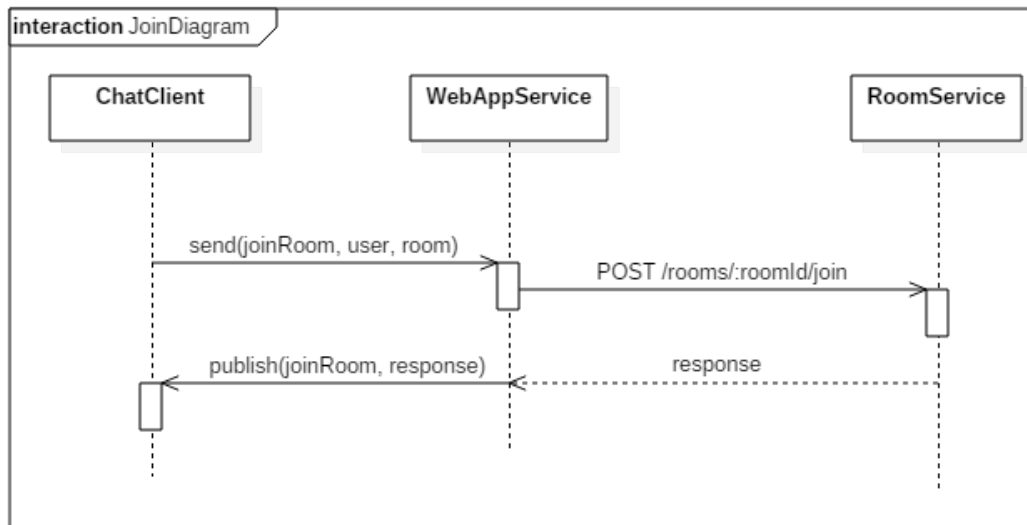 interaction JoinDiagram
ChatClient
WebAppService
RoomService
send(joinRoom, user, room)
POST /rooms/:roomId/join
publish(joinRoom, response)
response